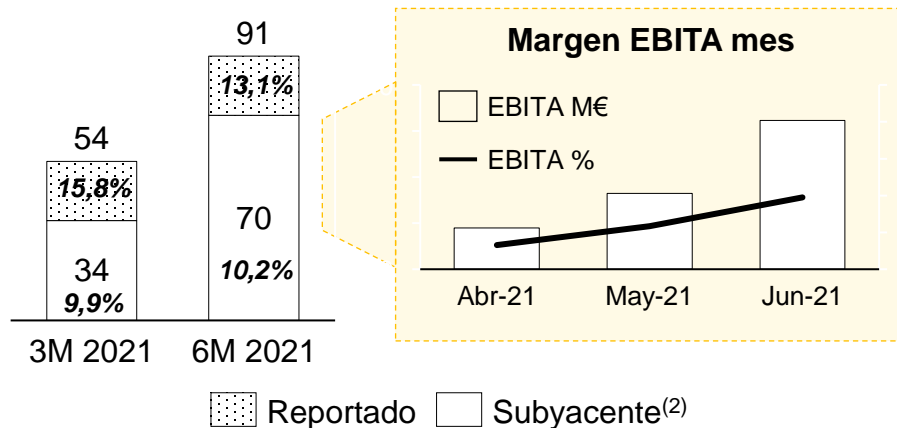 91
13,1%
54
15,8%
70
10,2%
34
9,9%
3M 2021
6M 2021
Margen EBITA mes
EBITA M€
EBITA %
Abr-21
May-21
Jun-21
Reportado
Subyacente(2)